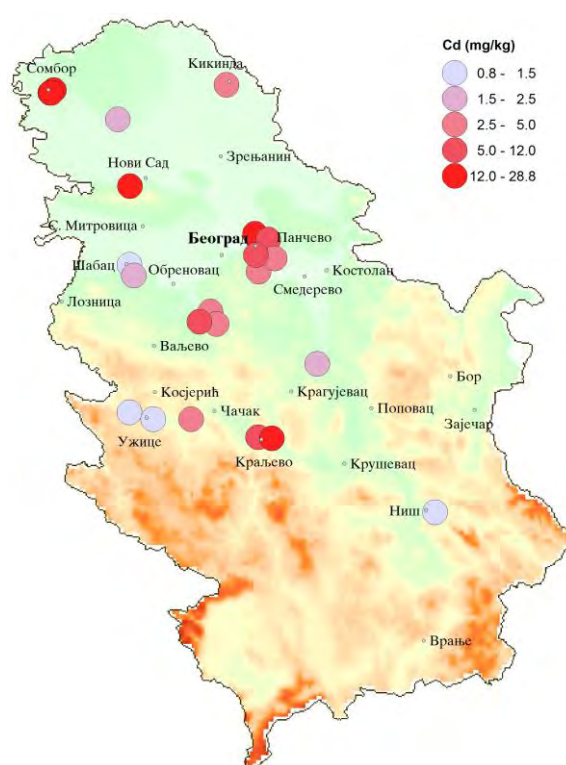 Cd (mg/kg)
0.8 - 1.5
1.5 - 2.5
2.5 - 5.0
5.0 - 12.0
12.0 - 28.8
Сомбор
Кикинда
Нови Сад
Зрењанин
С. Митровица
Београд
Панчево
Шабац
Обреновац
Смедерево
Костолац
Лозница
Ваљево
Бор
Косјерић
Чачак
Крагујевац
Поповац
Зајечар
Ужице
Краљево
Крушевац
Ниш
Врање